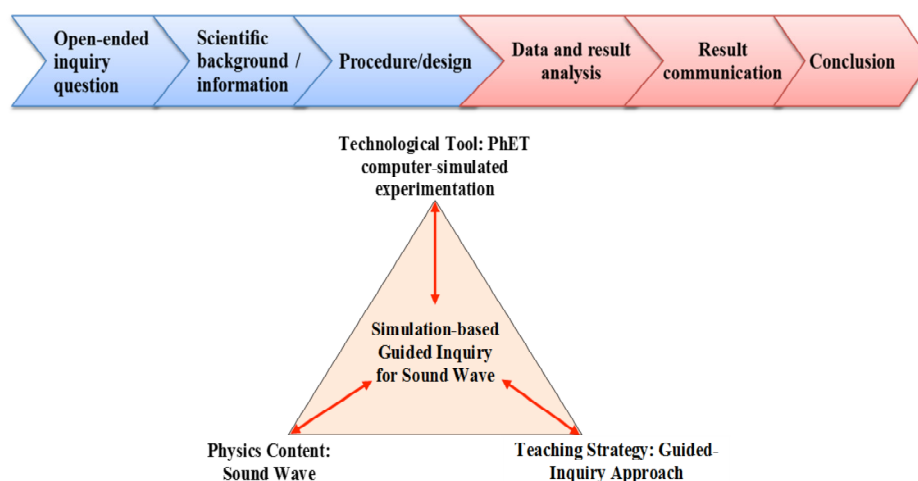 Open-ended
inquiry
question
Scientific
background /
information
Procedure/design
Data and result
analysis
Result
communication
Conclusion
Technological Tool: PhET
computer-simulated
experimentation
Simulation-based
Guided Inquiry
for Sound Wave
Physics Content:
Sound Wave
Teaching Strategy: Guided-
Inquiry Approach